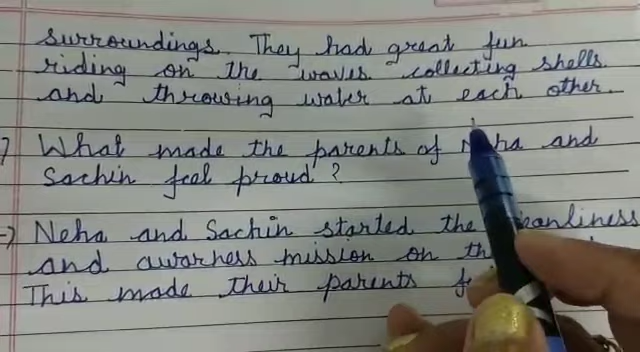 surroundings. They had great fun
riding on the waves collecting shells
and throwing water at each other.
What made the parents of Neha and
Sachin feel proud ?
Neha and Sachin started the
and awarness mission on
This made their parents